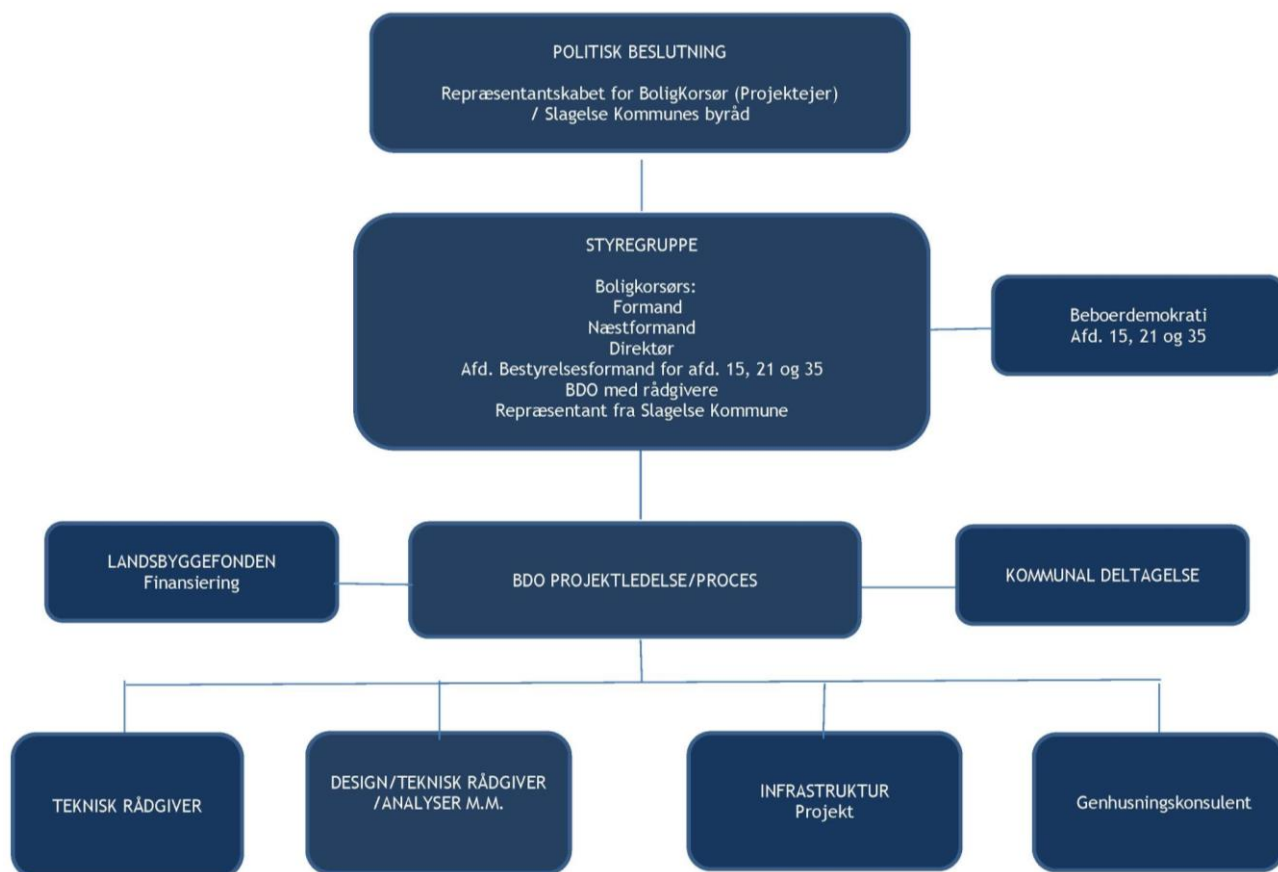 POLITISK BESLUTNING
Repræsentantskabet for BoligKorsør (Projektejer)
/ Slagelse Kommunes byråd
STYREGRUPPE
Boligkorsørs:
Formand
Næstformand
Direktør
Afd. Bestyrelsesformand for afd. 15, 21 og 35
BDO med rådgivere
Repræsentant fra Slagelse Kommune
Beboerdemokrati
Afd. 15, 21 og 35
LANDSBYGGEFONDEN
Finansiering
BDO PROJEKTLEDELSE/PROCES
KOMMUNAL DELTAGELSE
TEKNISK RÅDGIVER
DESIGN/TEKNISK RÅDGIVER
/ANALYSER M.M.
INFRASTRUKTUR
Projekt
Genhusningskonsulent